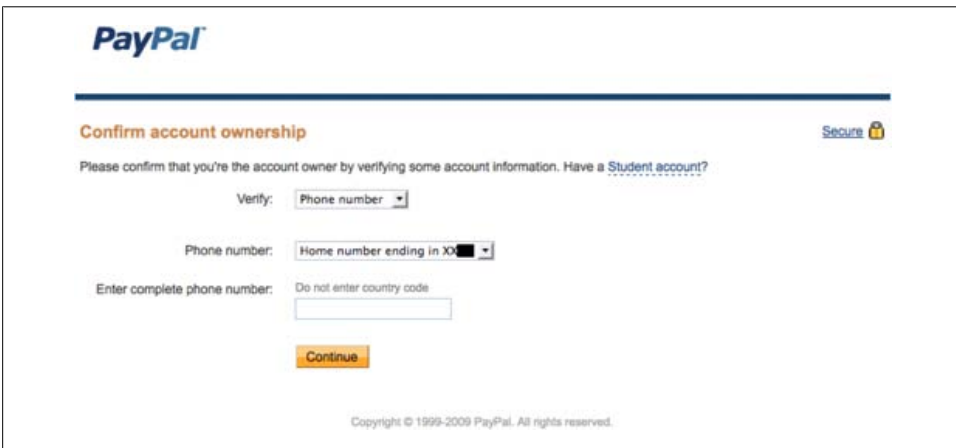 PayPal
Confirm account ownership
Secure
Please confirm that you're the account owner by verifying some account information. Have a Student account?
Verify: Phone number
Phone number: Home number ending in XX
Enter complete phone number: Do not enter country code
Continue
Copyright © 1999-2009 PayPal. All rights reserved.